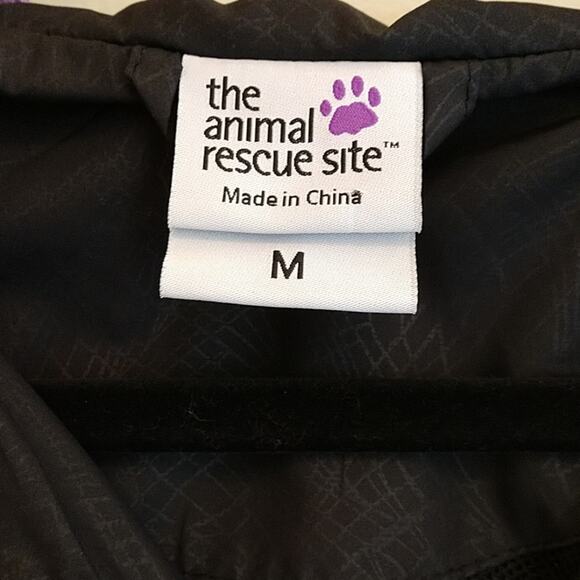 the
animal
rescue site™
Made in China
M